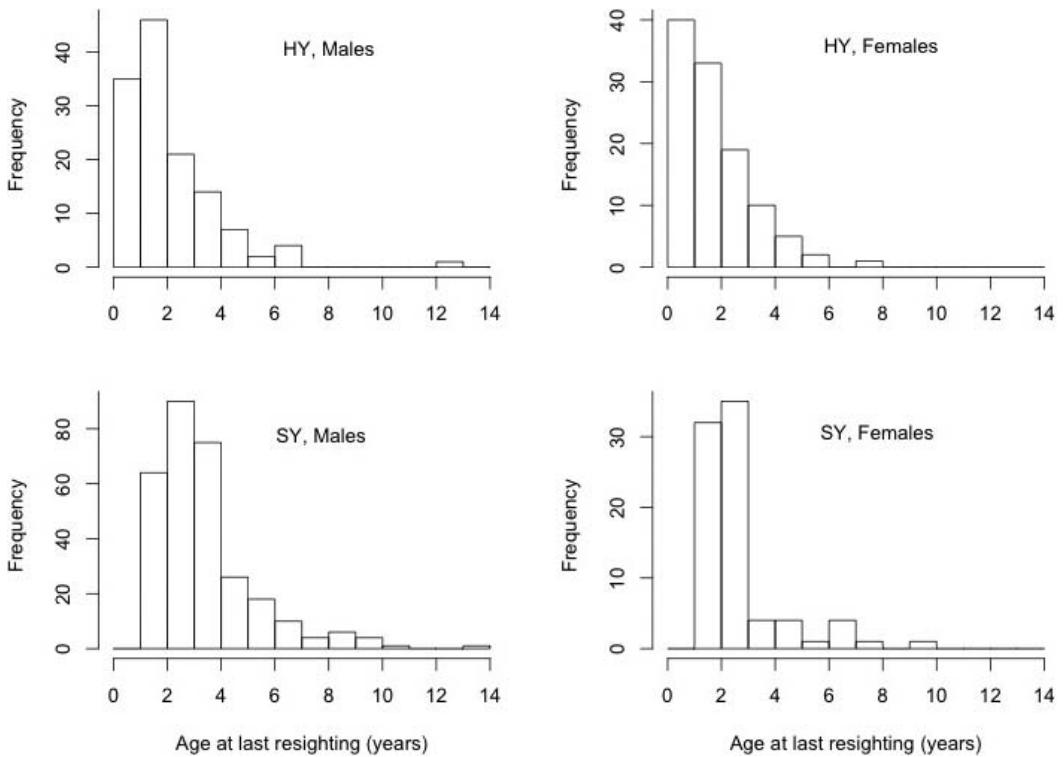 HY, Males
Frequency
0 10 20 30 40
0 2 4 6 8 10 12 14
HY, Females
Frequency
0 10 20 30 40
0 2 4 6 8 10 12 14
SY, Males
Frequency
0 20 40 60 80
0 2 4 6 8 10 12 14
Age at last resighting (years)
SY, Females
Frequency
0 10 20 30
0 2 4 6 8 10 12 14
Age at last resighting (years)